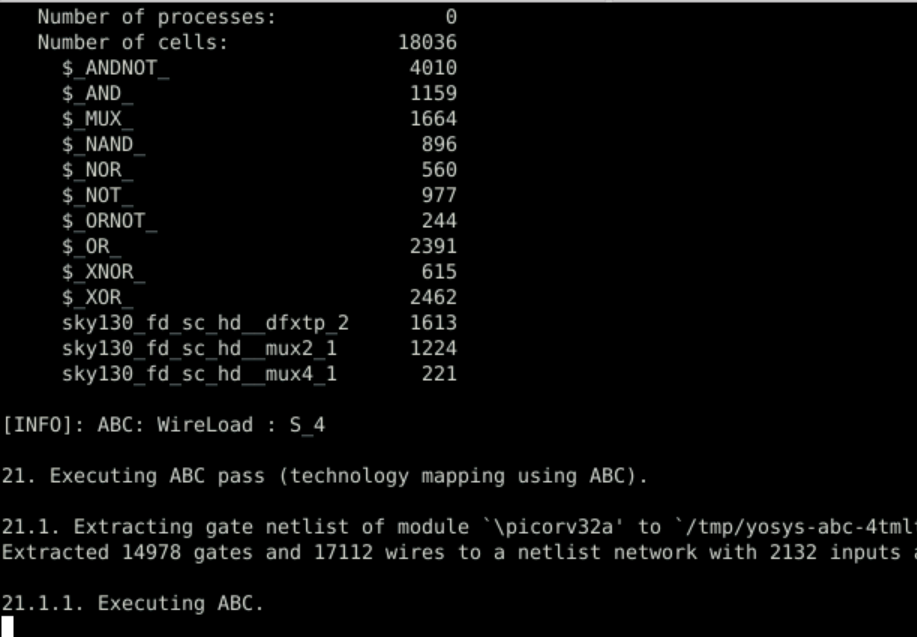 Number of processes: 0
Number of cells: 18036
$_ANDNOT_ 4010
$_AND_ 1159
$_MUX_ 1664
$_NAND_ 896
$_NOR_ 560
$_NOT_ 977
$_ORNOT_ 244
$_OR_ 2391
$_XNOR_ 615
$_XOR_ 2462
sky130_fd_sc_hd__dfxtp_2 1613
sky130_fd_sc_hd__mux2_1 1224
sky130_fd_sc_hd__mux4_1 221
[INFO]: ABC: WireLoad : S_4
21. Executing ABC pass (technology mapping using ABC).
21.1. Extracting gate netlist of module `\picorv32a' to `/tmp/yosys-abc-4tml
Extracted 14978 gates and 17112 wires to a netlist network with 2132 inputs
21.1.1. Executing ABC.